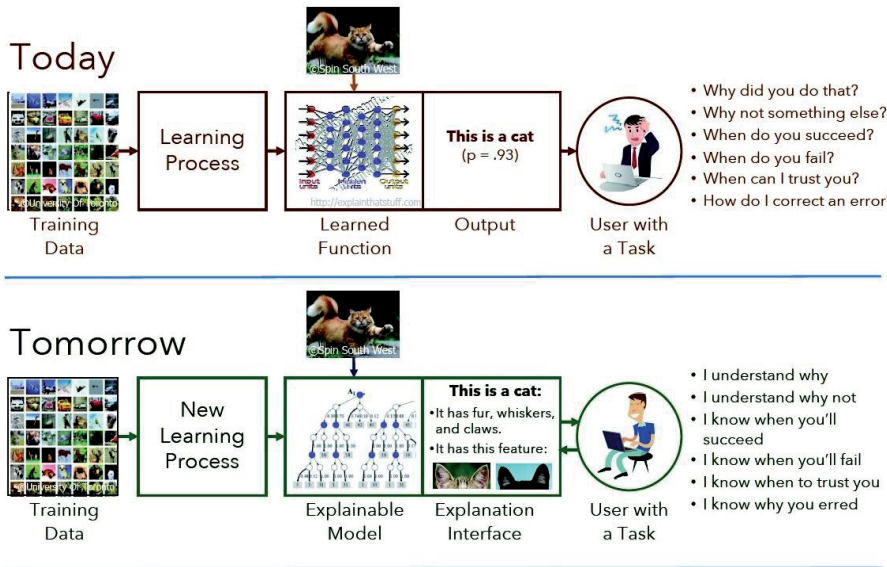 Today
©Spin South West
Learning
Process
Input
units
Hidden
units
Output
units
http://explainthatstuff.com
This is a cat
(p = .93)
• Why did you do that?
• Why not something else?
• When do you succeed?
• When do you fail?
• When can I trust you?
• How do I correct an error
©University Of Toronto
Training
Data
Learned
Function
Output
User with
a Task
Tomorrow
©Spin South West
New
Learning
Process
This is a cat:
•It has fur, whiskers,
and claws.
•It has this feature:
• I understand why
• I understand why not
• I know when you'll
succeed
• I know when you'll fail
• I know when to trust you
• I know why you erred
©University Of Toronto
Training
Data
Explainable
Model
Explanation
Interface
User with
a Task